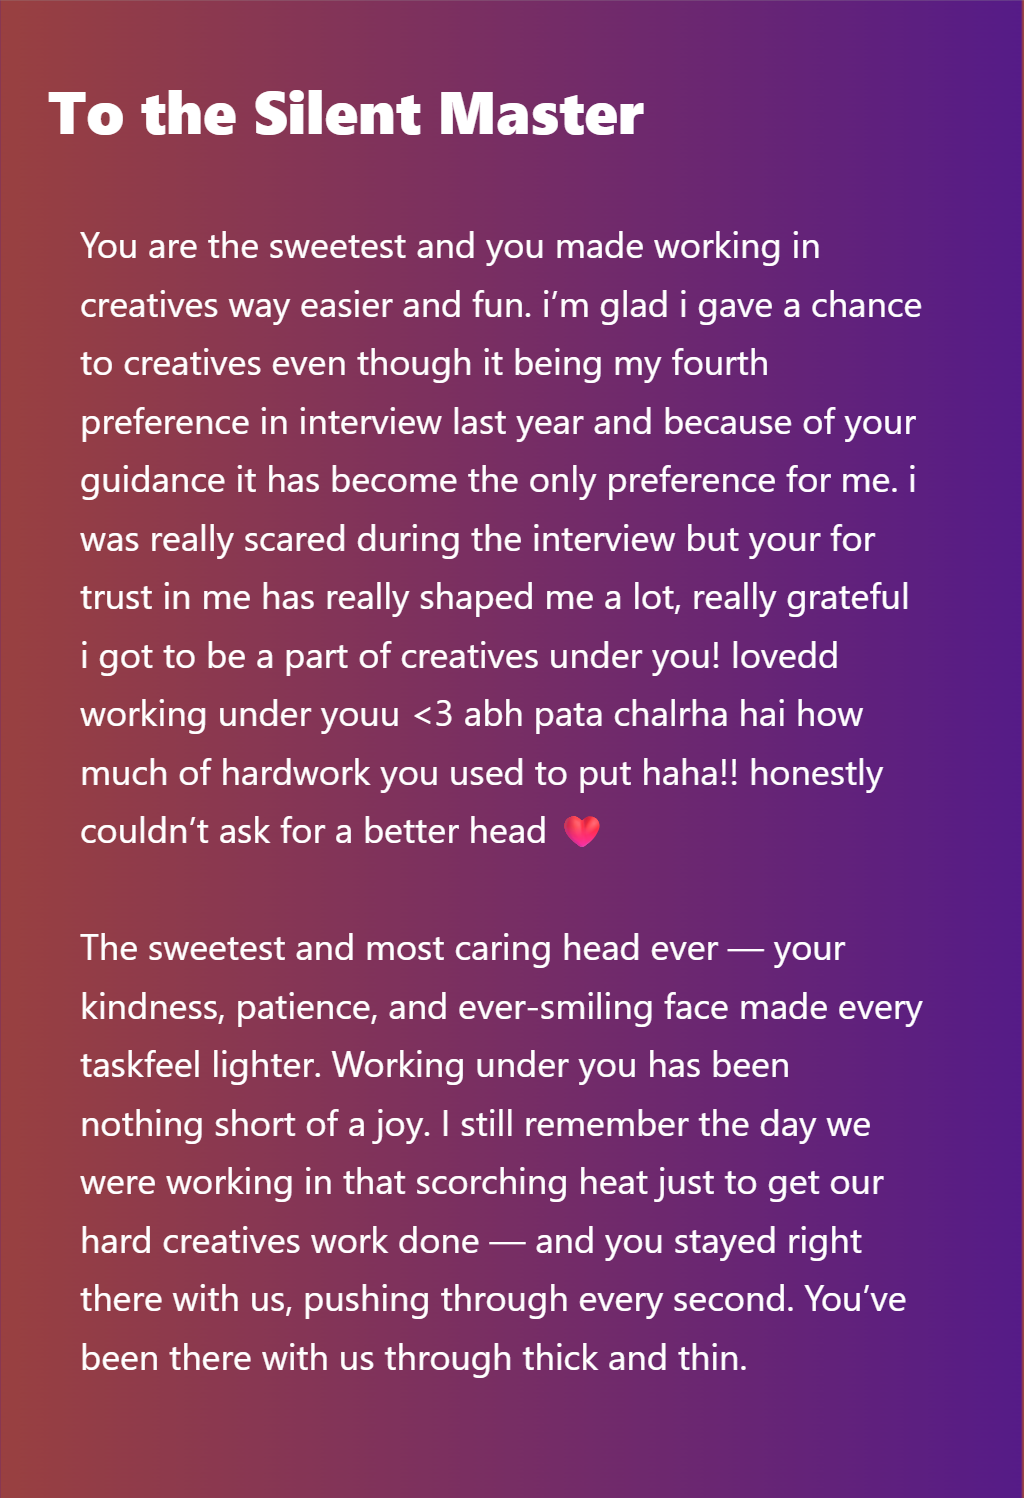 To the Silent Master
You are the sweetest and you made working in
creatives way easier and fun. i’m glad i gave a chance
to creatives even though it being my fourth
preference in interview last year and because of your
guidance it has become the only preference for me. i
was really scared during the interview but your for
trust in me has really shaped me a lot, really grateful
i got to be a part of creatives under you! lovedd
working under youu <3 abh pata chalrha hai how
much of hardwork you used to put haha!! honestly
couldn’t ask for a better head ❤️
The sweetest and most caring head ever — your
kindness, patience, and ever-smiling face made every
taskfeel lighter. Working under you has been
nothing short of a joy. I still remember the day we
were working in that scorching heat just to get our
hard creatives work done — and you stayed right
there with us, pushing through every second. You’ve
been there with us through thick and thin.